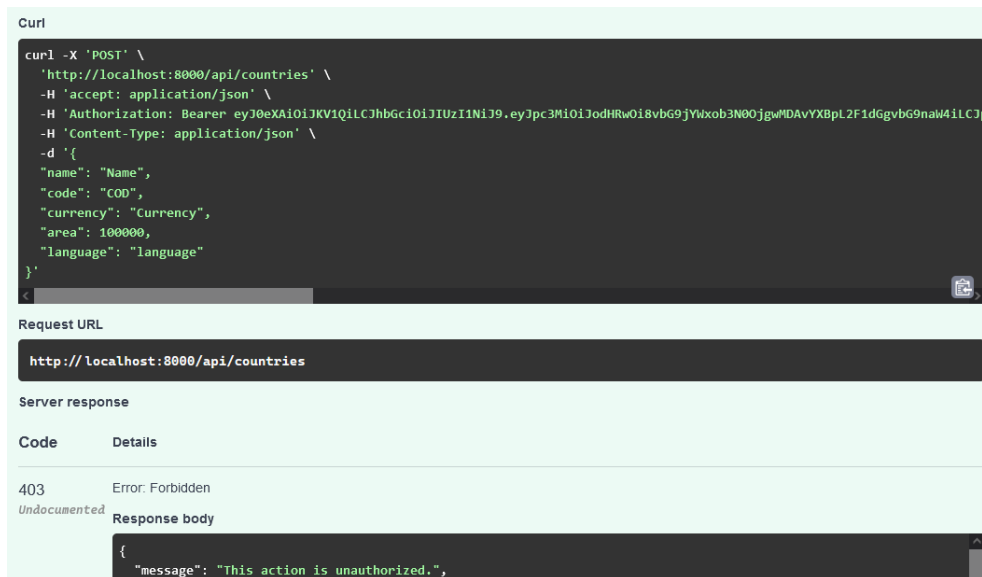 Curl
curl -X 'POST' \
'http://localhost:8000/api/countries' \
-H 'accept: application/json' \
-H 'Authorization: Bearer eyJ0eXAiOiJKV1QiLCJhbGciOiJIUzI1NiJ9.eyJpc3MiOiJodHRwOi8vbG9jYWxob3N0OjgwMDAvYXBpL2F1dGgvbG9naW4iLCJp
-H 'Content-Type: application/json' \
-d '{
"name": "Name",
"code": "COD",
"currency": "Currency",
"area": 100000,
"language": "language"
}'
Request URL
http://localhost:8000/api/countries
Server response
Code Details
403 Error: Forbidden
Undocumented
Response body
{
"message": "This action is unauthorized.",